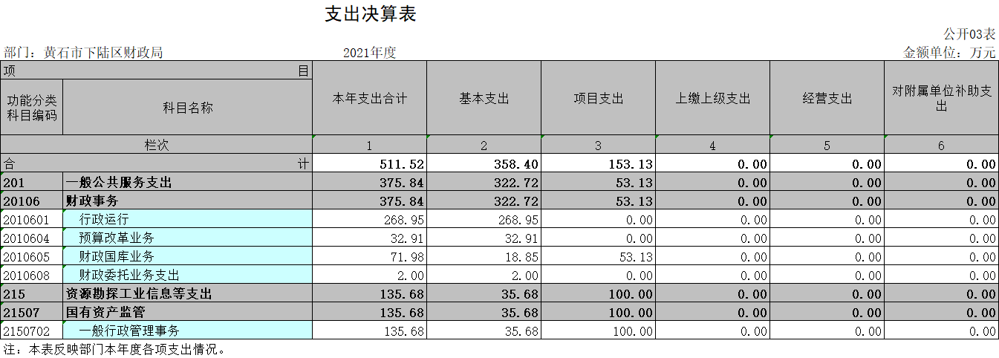 支出决算表
公开03表
部门：黄石市下陆区财政局 2021年度 金额单位：万元
项 目 本年支出合计 基本支出 项目支出 上缴上级支出 经营支出 对附属单位补助支
出
功能分类
科目编码 科目名称
栏次 1 2 3 4 5 6
合 计 511.52 358.40 153.13 0.00 0.00 0.00
201 一般公共服务支出 375.84 322.72 53.13 0.00 0.00 0.00
20106 财政事务 375.84 322.72 53.13 0.00 0.00 0.00
2010601 行政运行 268.95 268.95 0.00 0.00 0.00 0.00
2010604 预算改革业务 32.91 32.91 0.00 0.00 0.00 0.00
2010605 财政国库业务 71.98 18.85 53.13 0.00 0.00 0.00
2010608 财政委托业务支出 2.00 2.00 0.00 0.00 0.00 0.00
215 资源勘探工业信息等支出 135.68 35.68 100.00 0.00 0.00 0.00
21507 国有资产监管 135.68 35.68 100.00 0.00 0.00 0.00
2150702 一般行政管理事务 135.68 35.68 100.00 0.00 0.00 0.00
注：本表反映部门本年度各项支出情况。